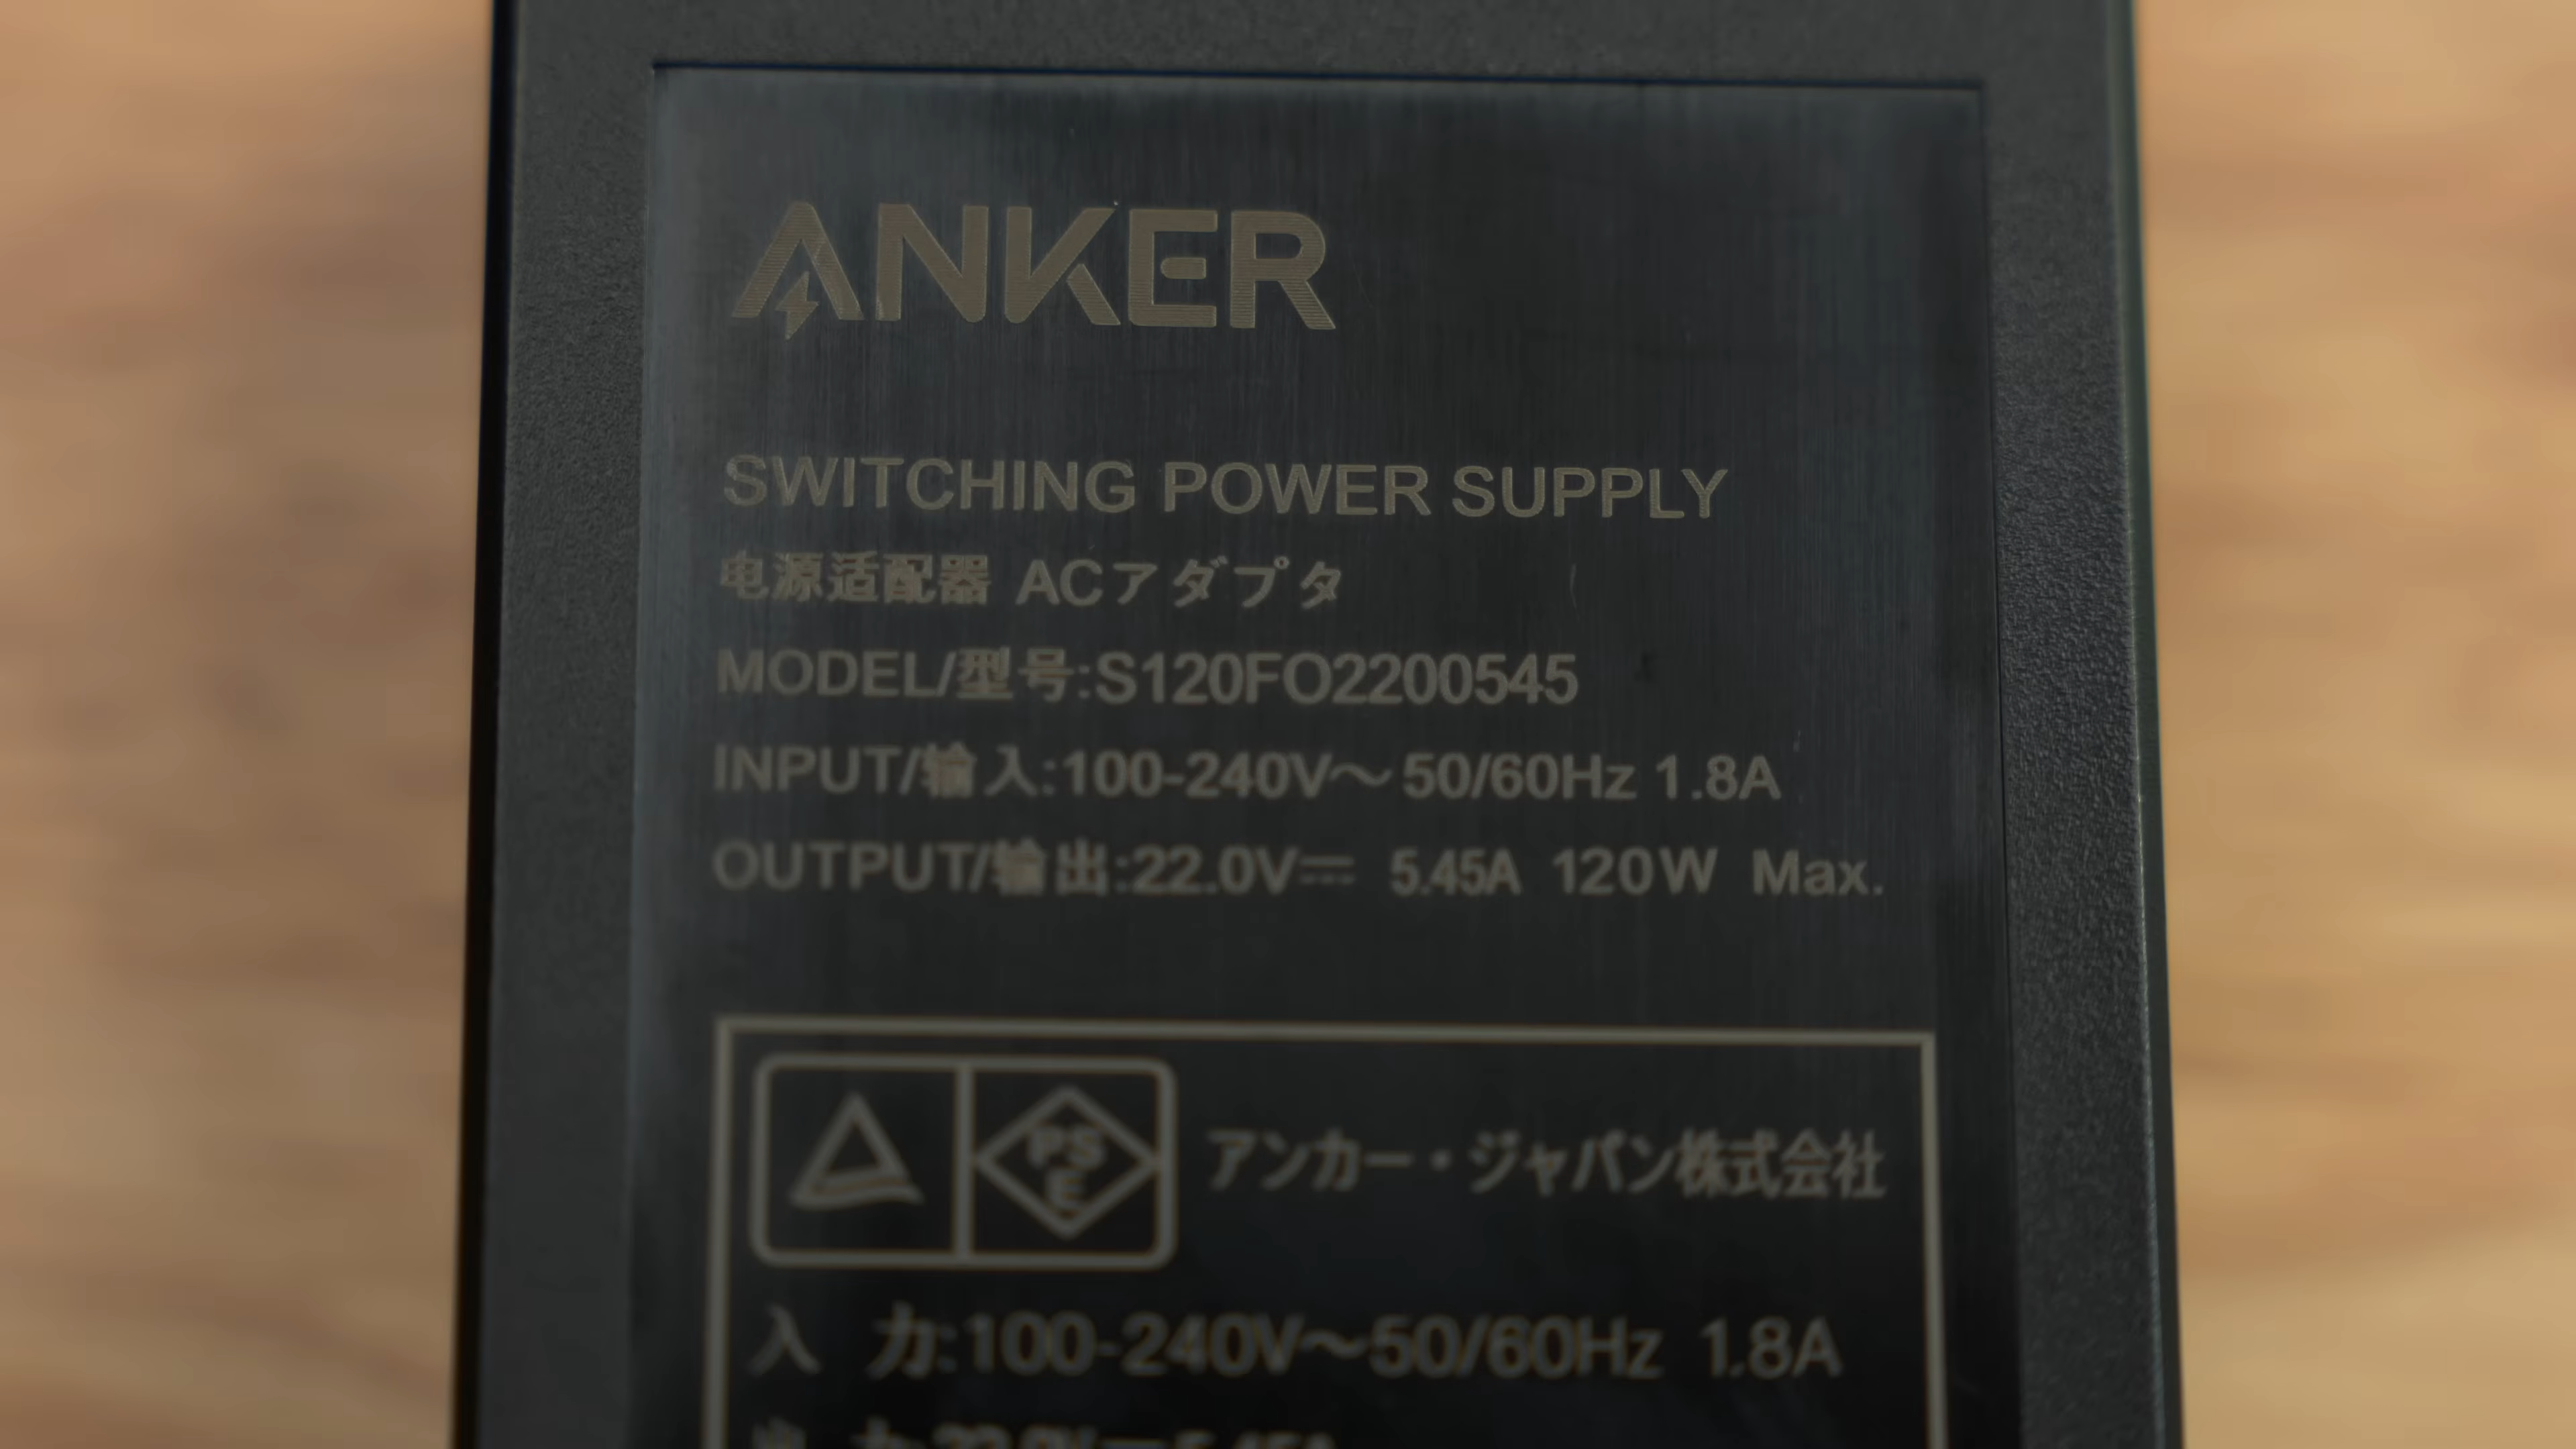 ANKER
SWITCHING POWER SUPPLY
电源适配器 ACアダプタ
MODEL/型号:S120FO2200545
INPUT/输入:100-240V～50/60Hz 1.8A
OUTPUT/输出:22.0V⎓ 5.45A 120W Max.
PS
E
アンカー・ジャパン株式会社
入 力:100-240V～50/60Hz 1.8A